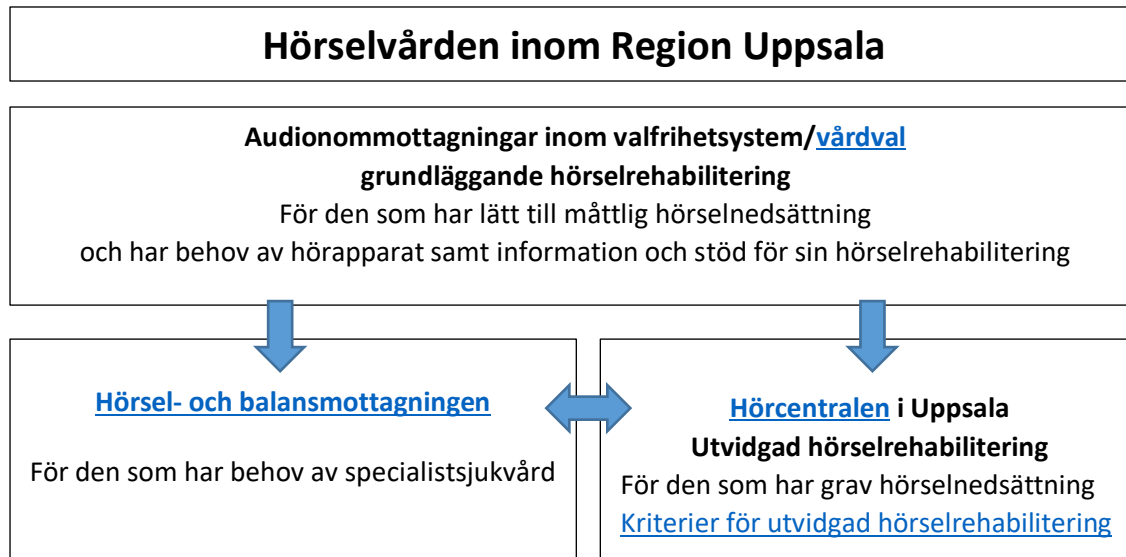 Hörselvården inom Region Uppsala
Audionommottagningar inom valfrihetsystem/vårdval
grundläggande hörselrehabilitering
För den som har lätt till måttlig hörselnedsättning
och har behov av hörapparat samt information och stöd för sin hörselrehabilitering
Hörsel- och balansmottagningen
För den som har behov av specialistsjukvård
Hörcentralen i Uppsala
Utvidgad hörselrehabilitering
För den som har grav hörselnedsättning
Kriterier för utvidgad hörselrehabilitering